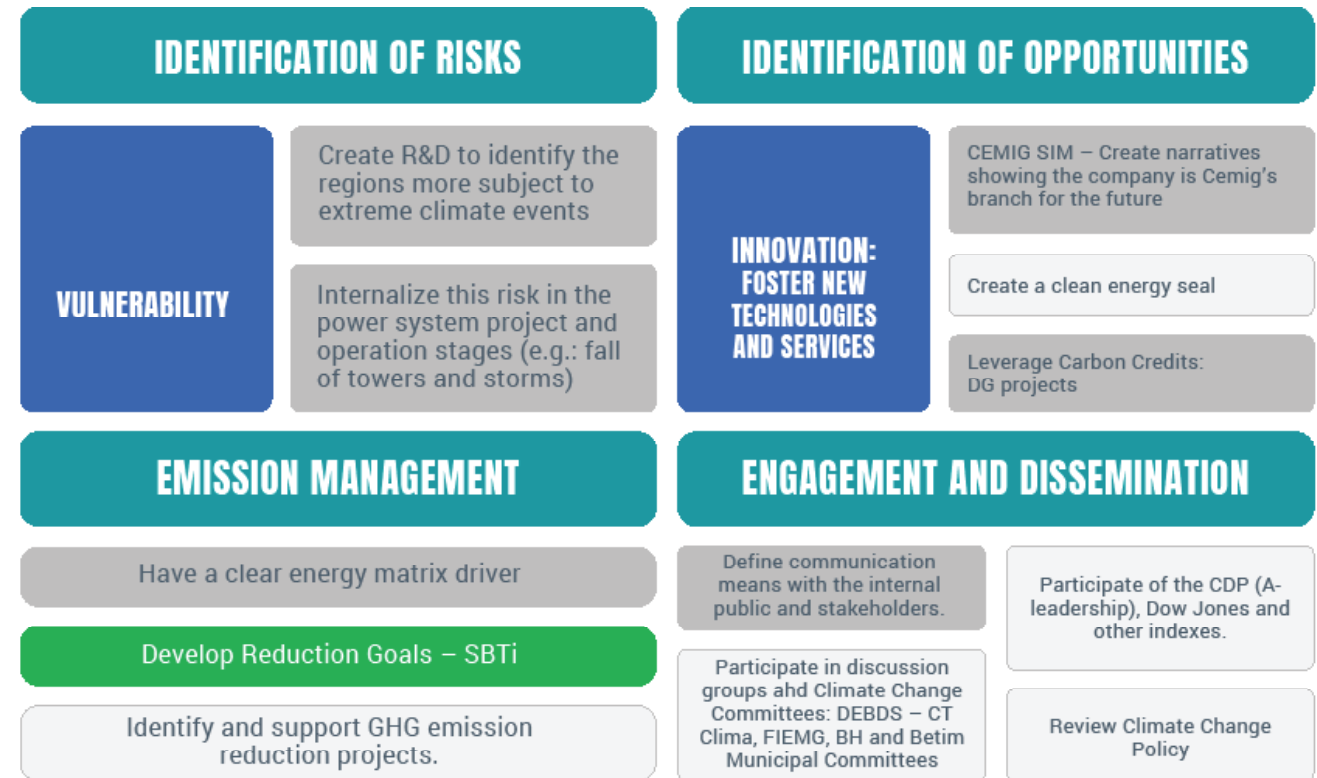 IDENTIFICATION OF RISKS
VULNERABILITY
Create R&D to identify the
regions more subject to
extreme climate events
Internalize this risk in the
power system project and
operation stages (e.g.: fall
of towers and storms)
IDENTIFICATION OF OPPORTUNITIES
INNOVATION:
FOSTER NEW
TECHNOLOGIES
AND SERVICES
CEMIG SIM – Create narratives
showing the company is Cemig's
branch for the future
Create a clean energy seal
Leverage Carbon Credits:
DG projects
EMISSION MANAGEMENT
Have a clear energy matrix driver
Develop Reduction Goals – SBTi
Identify and support GHG emission
reduction projects.
ENGAGEMENT AND DISSEMINATION
Define communication
means with the internal
public and stakeholders.
Participate in discussion
groups ahd Climate Change
Committees: DEBDS – CT
Clima, FIEMG, BH and Betim
Municipal Committees
Participate of the CDP (A-
leadership), Dow Jones and
other indexes.
Review Climate Change
Policy